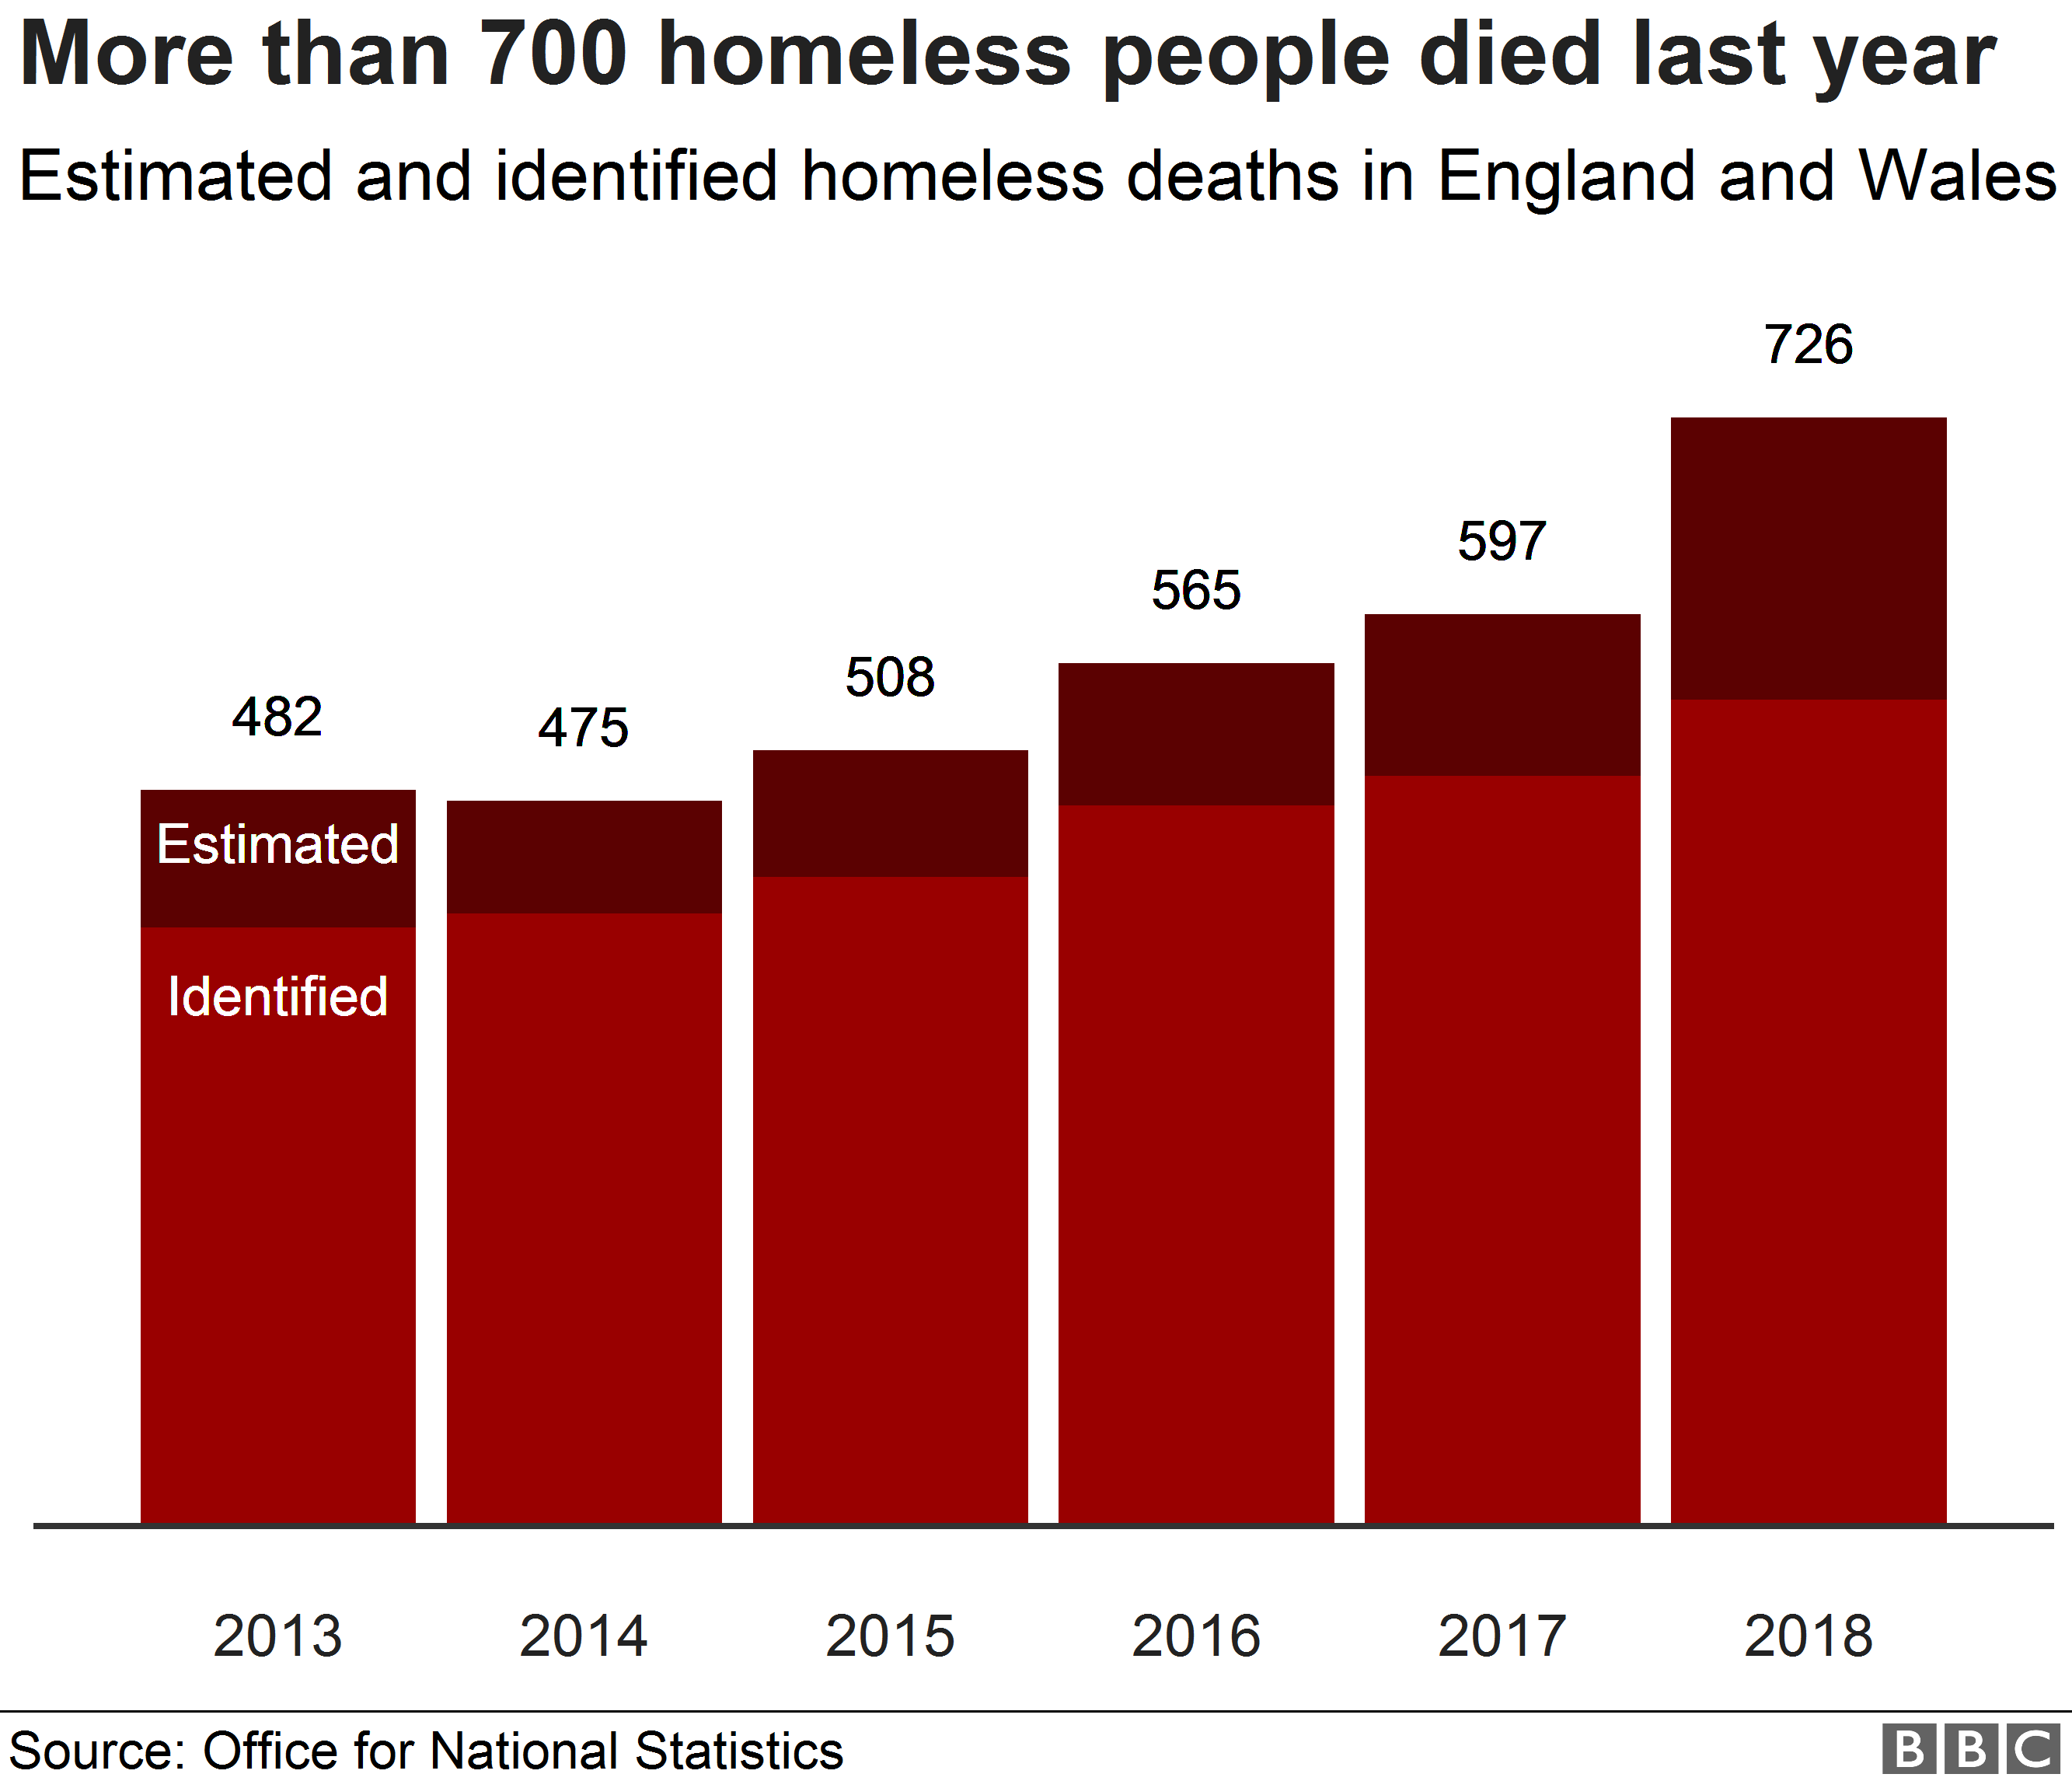 More than 700 homeless people died last year
Estimated and identified homeless deaths in England and Wales
726
597
565
508
482
475
Estimated
Identified
2013 2014 2015 2016 2017 2018
Source: Office for National Statistics
BBC